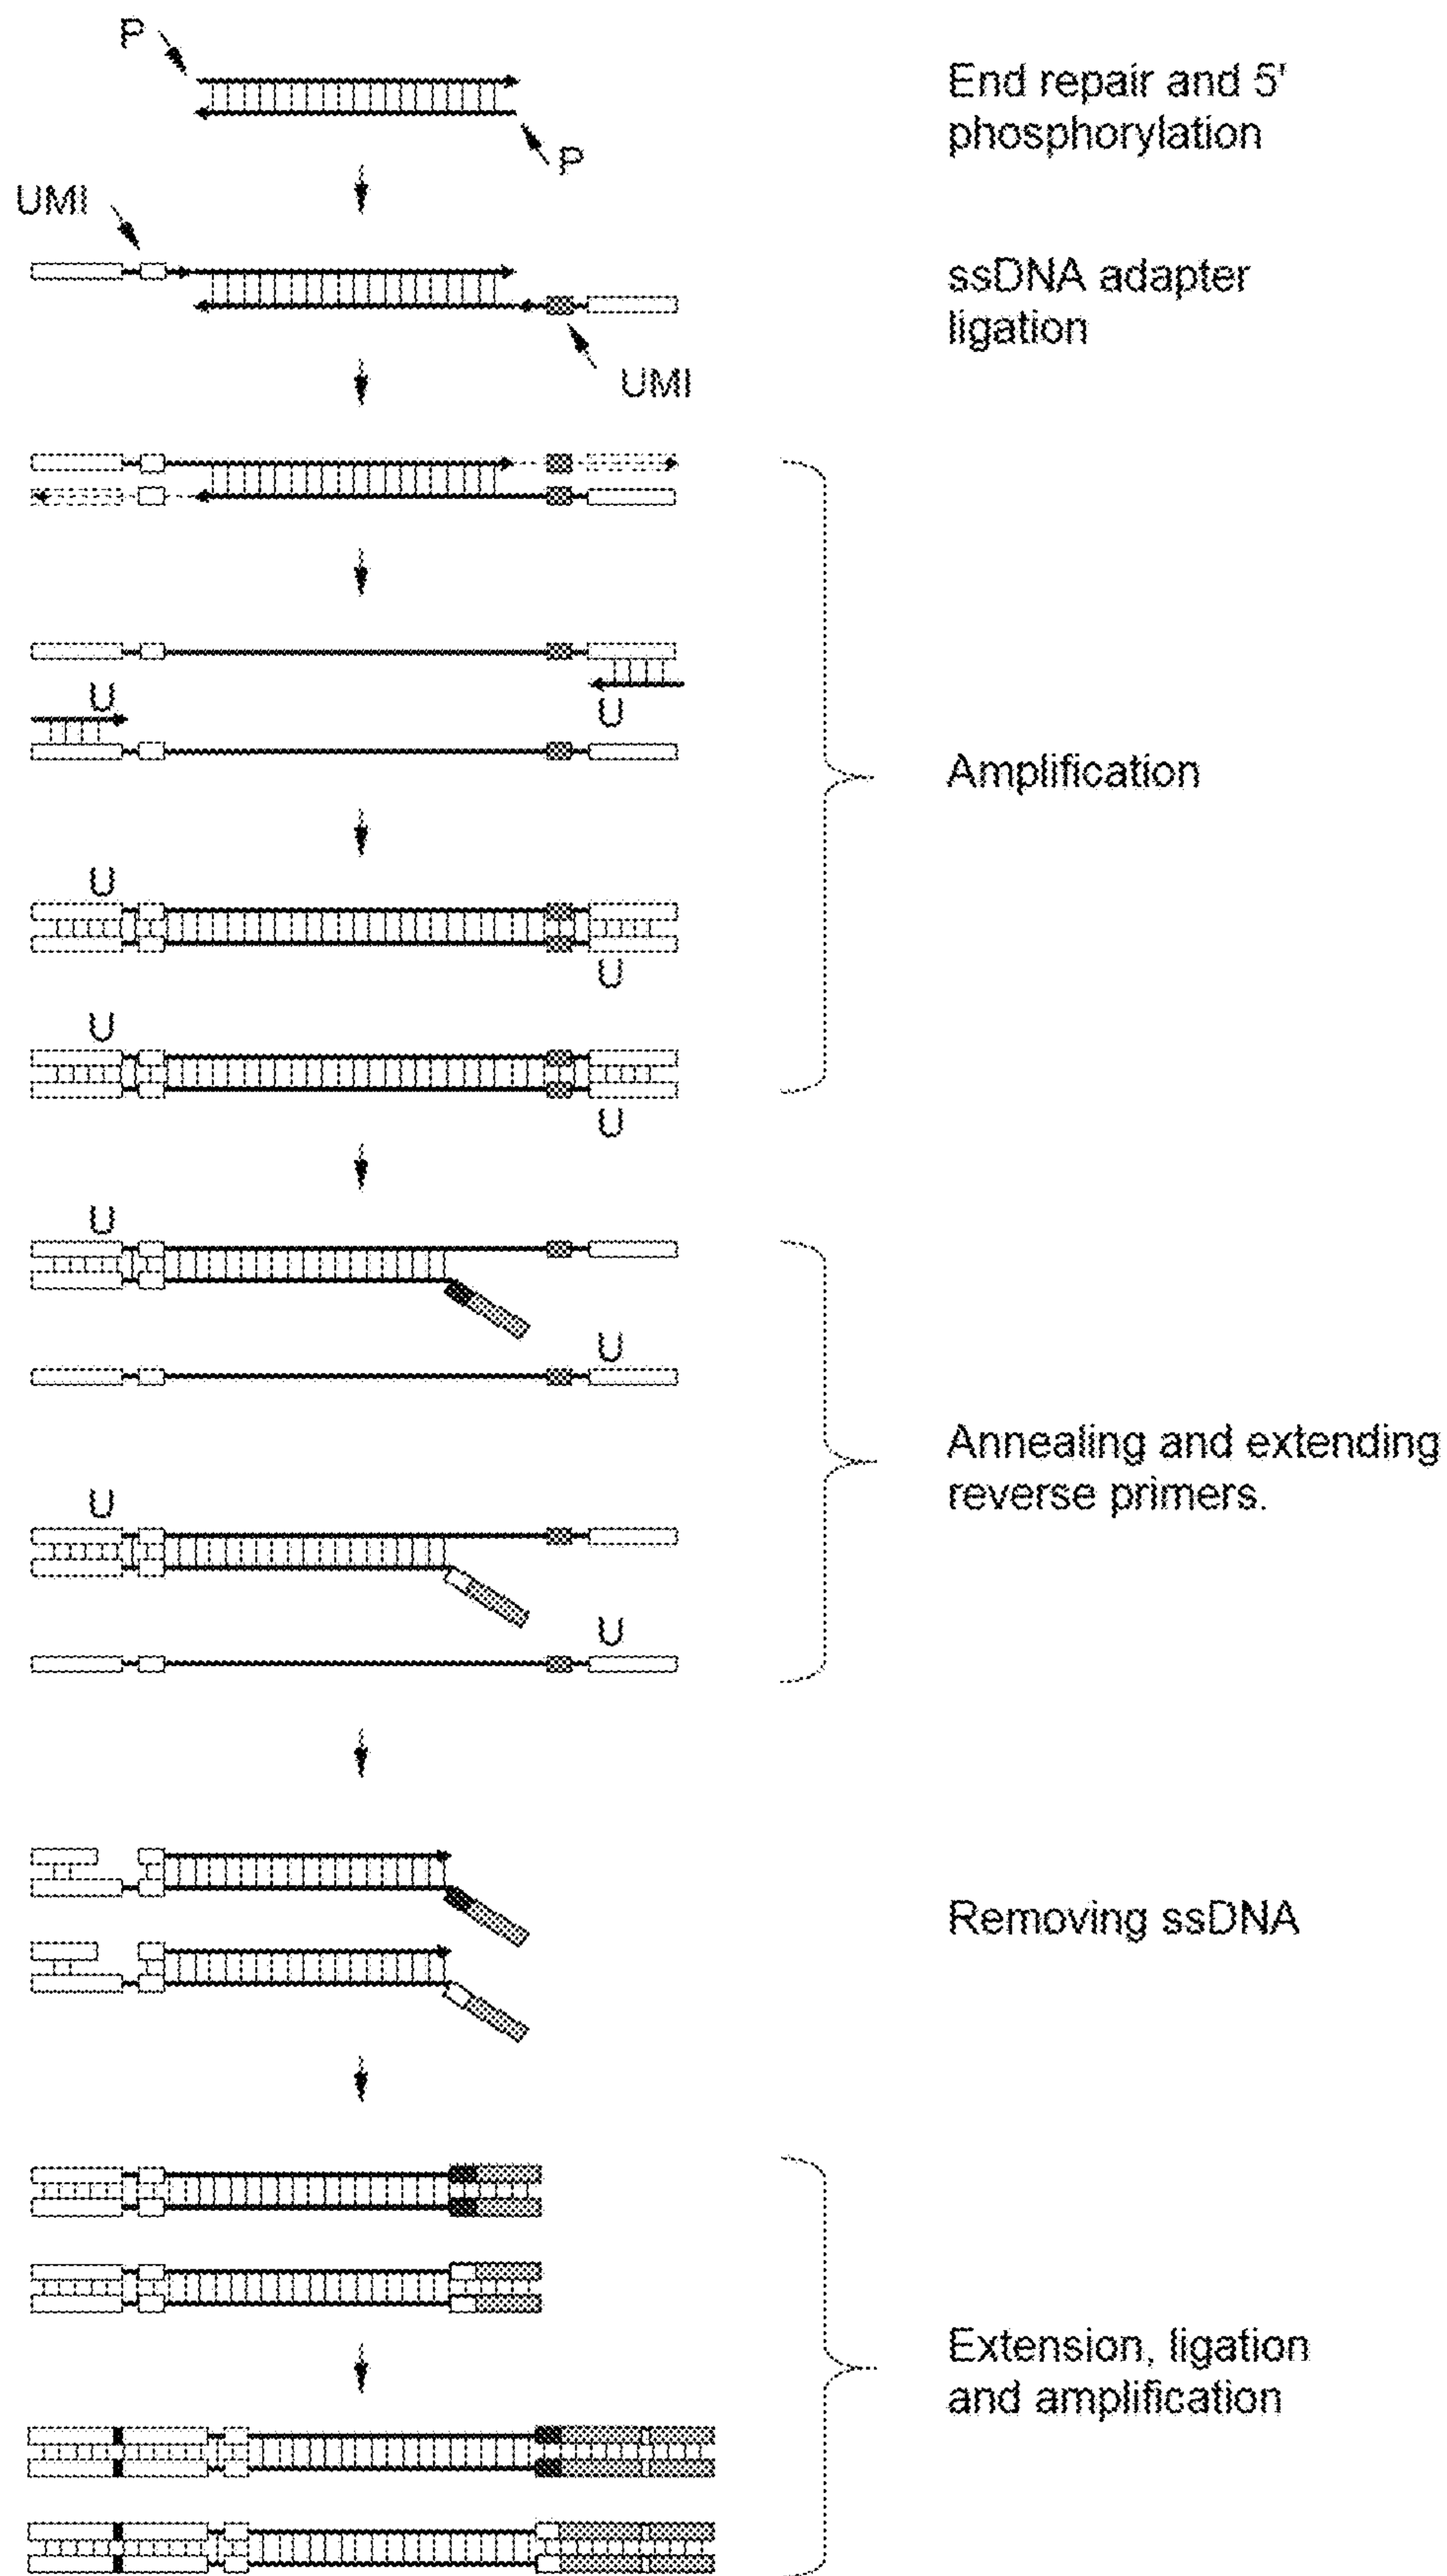 P
End repair and 5'
phosphorylation
P
UMI
ssDNA adapter
ligation
UMI
U
U
Amplification
U
U
U
U
U
U
Annealing and extending
reverse primers.
U
U
Removing ssDNA
Extension, ligation
and amplification